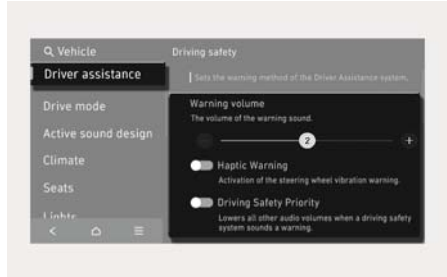 Vehicle
Driving safety
Driver assistance
Sets the warning method of the Driver Assistance system.
Drive mode
Active sound design
Climate
Seats
Lights
Warning volume
The volume of the warning sound.
2
Haptic Warning
Activation of the steering wheel vibration warning.
Driving Safety Priority
Lowers all other audio volumes when a driving safety
system sounds a warning.